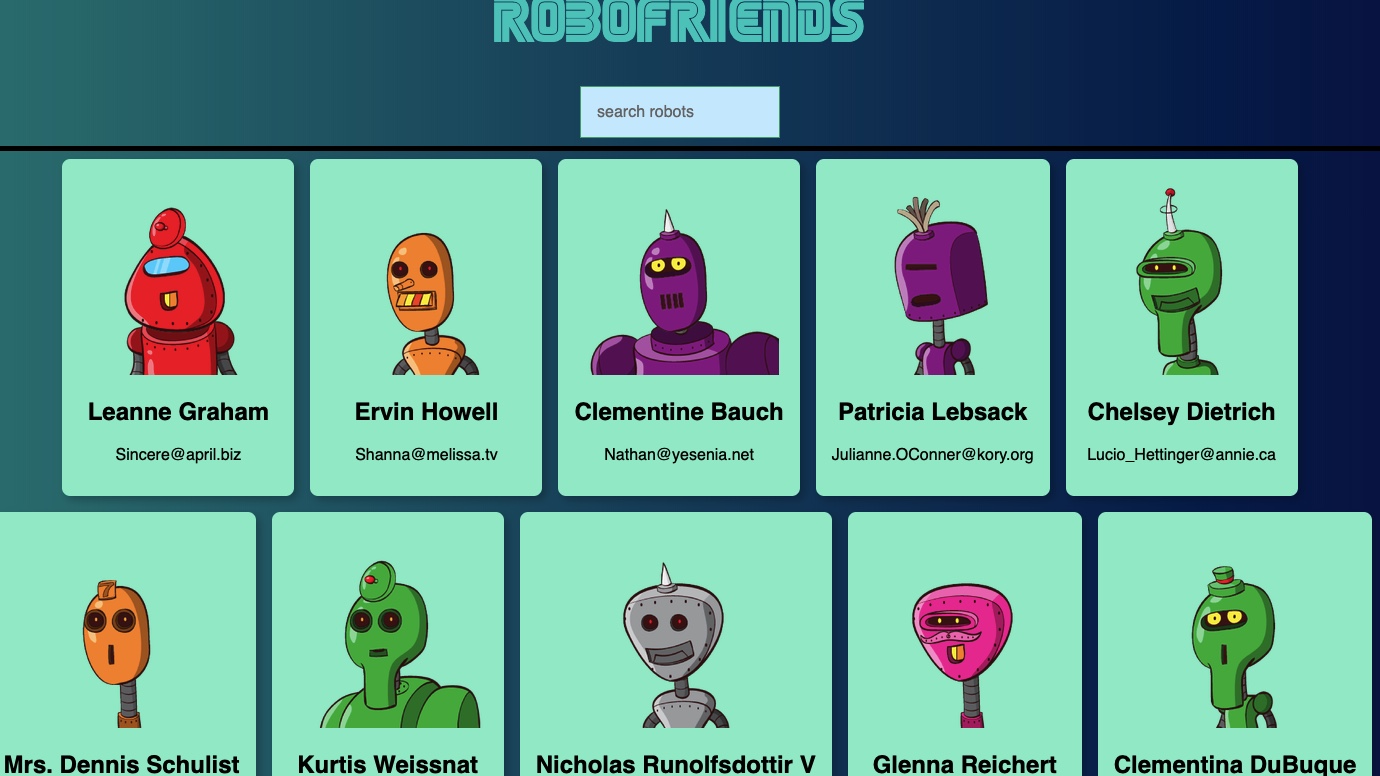 ROBOFRIENDS
search robots
Leanne Graham
Sincere@april.biz
Ervin Howell
Shanna@melissa.tv
Clementine Bauch
Nathan@yesenia.net
Patricia Lebsack
Julianne.OConner@kory.org
Chelsey Dietrich
Lucio_Hettinger@annie.ca
7
Mrs. Dennis Schulist
Kurtis Weissnat
Nicholas Runolfsdottir V
Glenna Reichert
Clementina DuBuque